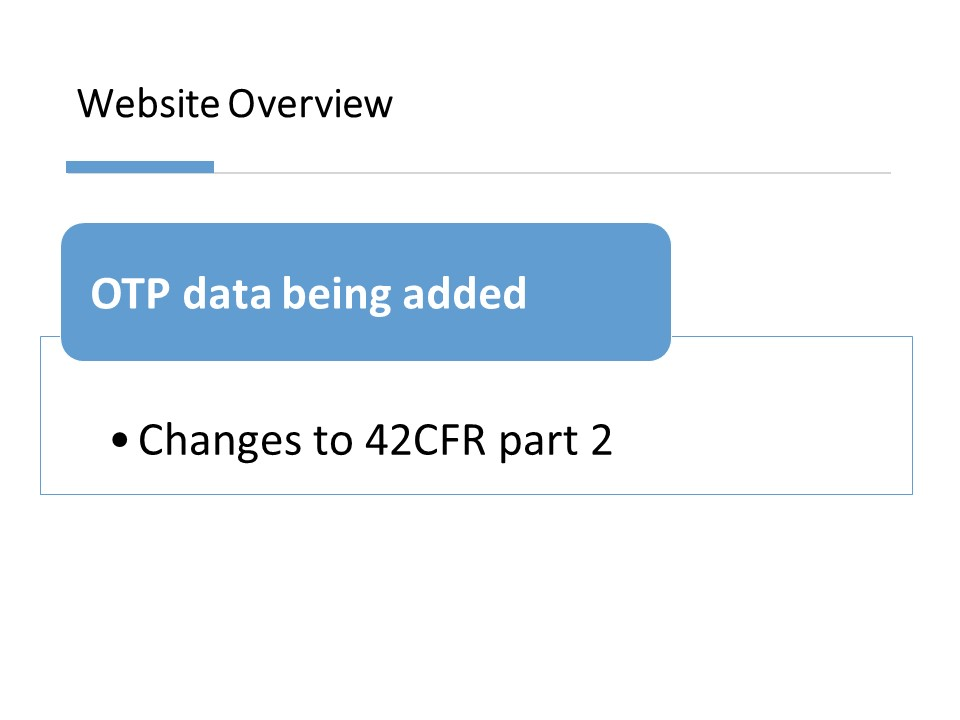 Website Overview
OTP data being added
• Changes to 42CFR part 2